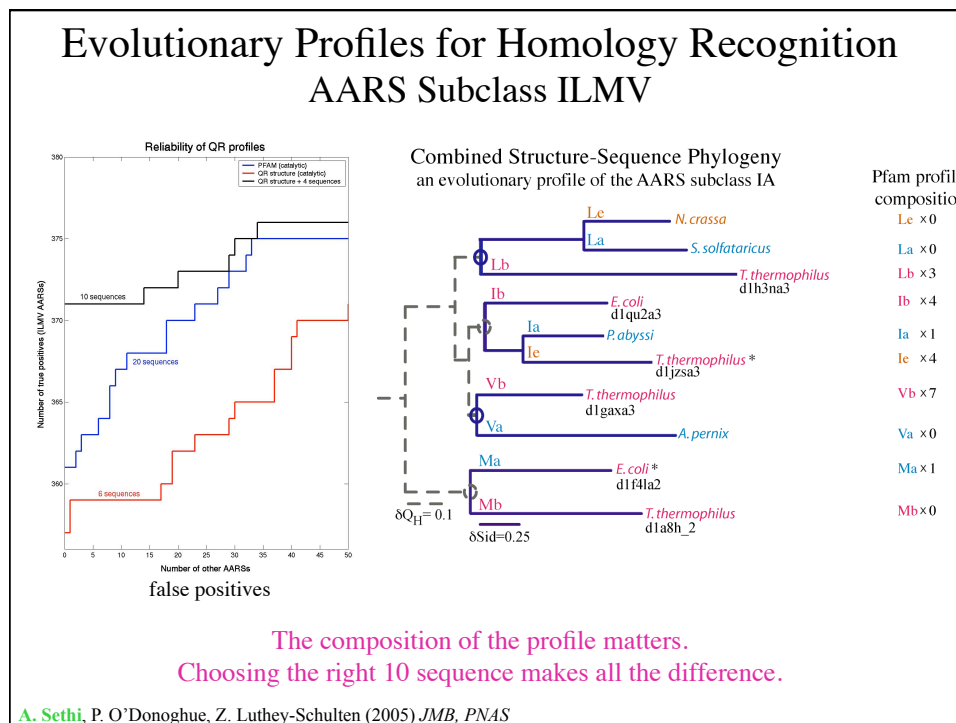 Evolutionary Profiles for Homology Recognition
AARS Subclass ILMV
Reliability of QR profiles
380
375
370
365
360
Number of true positives (ILMV AARSs)
PFAM (catalytic)
QR structure (catalytic)
QR structure + 4 sequences
10 sequences
20 sequences
6 sequences
0 5 10 15 20 25 30 35 40 45 50
Number of other AARSs
false positives
Combined Structure-Sequence Phylogeny
an evolutionary profile of the AARS subclass IA
Le N. crassa
La S. solfataricus
Lb T. thermophilus
d1h3na3
Ib E. coli
d1qu2a3
Ia P. abyssi
Ie T. thermophilus *
d1jzsa3
Vb T. thermophilus
d1gaxa3
Va A. pernix
Ma E. coli *
d1f4la2
Mb T. thermophilus
d1a8h_2
δQH= 0.1
δSid=0.25
Pfam profil
compositio
Le ×0
La ×0
Lb ×3
Ib ×4
Ia ×1
Ie ×4
Vb ×7
Va ×0
Ma ×1
Mb ×0
The composition of the profile matters.
Choosing the right 10 sequence makes all the difference.
A. Sethi, P. O'Donoghue, Z. Luthey-Schulten (2005) JMB, PNAS